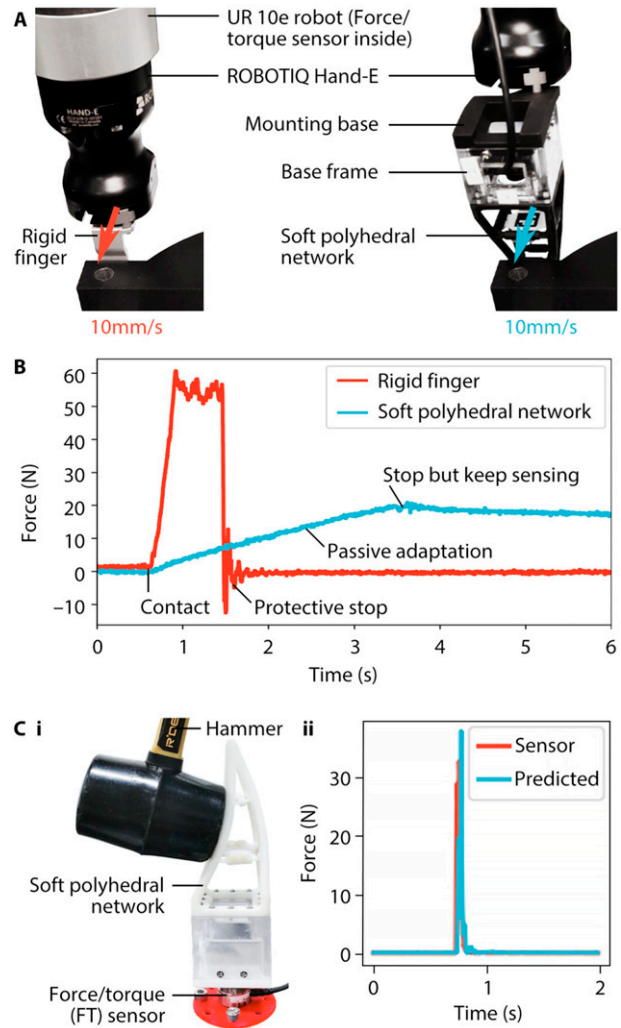 A
UR 10e robot (Force/
torque sensor inside)
ROBOTIQ Hand-E
HAND-E
Mounting base
Base frame
Rigid
finger
Soft polyhedral
network
10mm/s
10mm/s
B
Force (N)
60
50
40
30
20
10
0
−10
Rigid finger
Soft polyhedral network
Stop but keep sensing
Passive adaptation
Contact
Protective stop
0
1
2
3
4
5
6
Time (s)
C i
Hammer
Soft polyhedral
network
Force/torque
(FT) sensor
ii
Sensor
Predicted
Force (N)
30
20
10
0
0
1
2
Time (s)